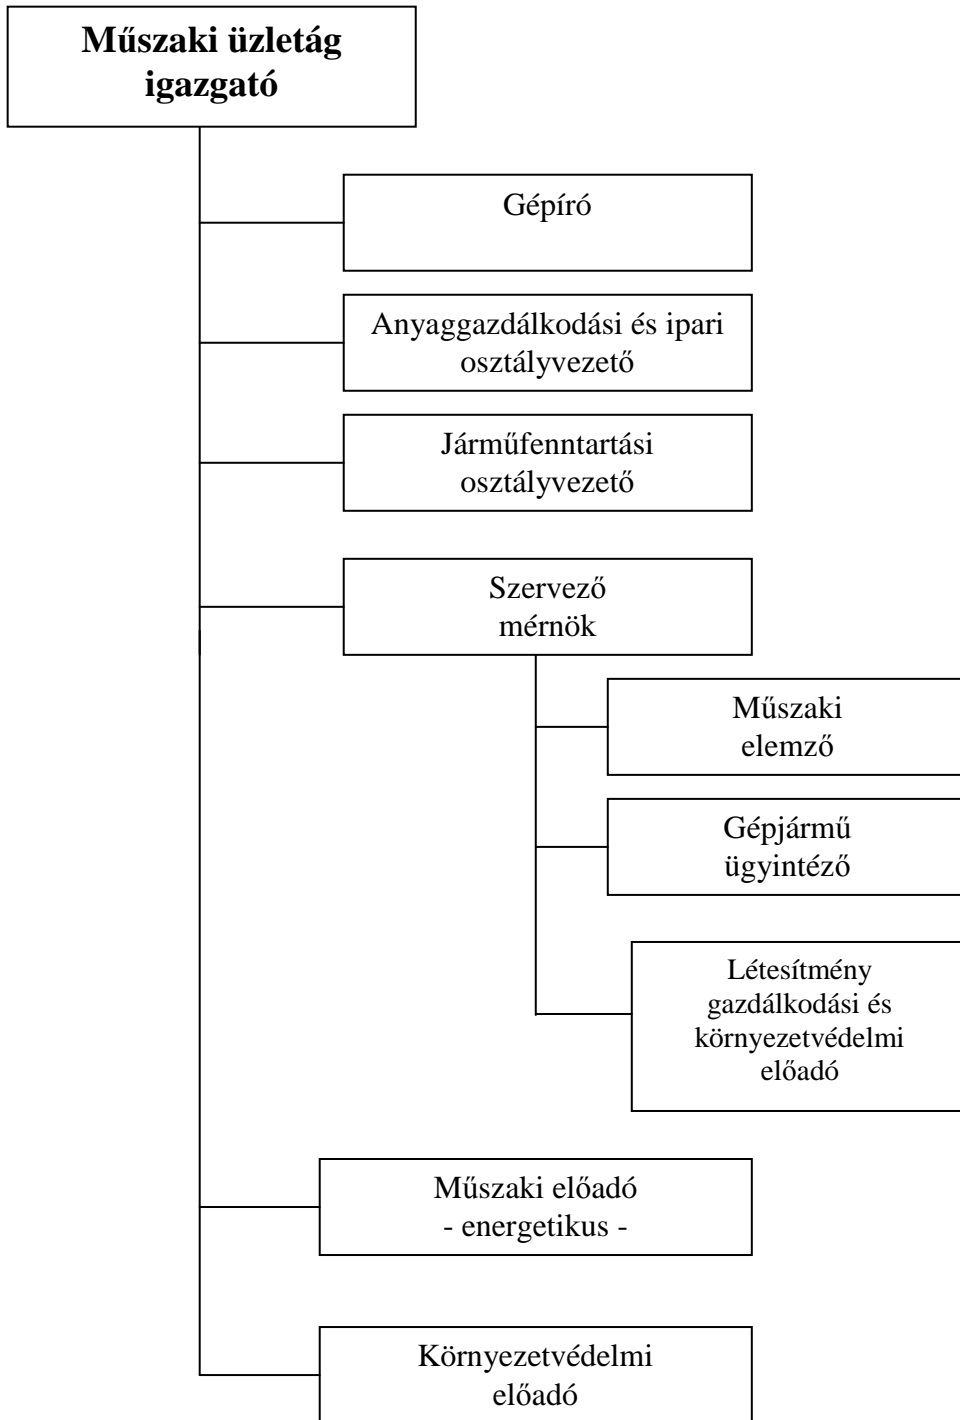 Műszaki üzletág
igazgató
Gépíró
Anyaggazdálkodási és ipari
osztályvezető
Járműfenntartási
osztályvezető
Szervező
mérnök
Műszaki
elemző
Gépjármű
ügyintéző
Létesítmény
gazdálkodási és
környezetvédelmi
előadó
Műszaki előadó
- energetikus -
Környezetvédelmi
előadó